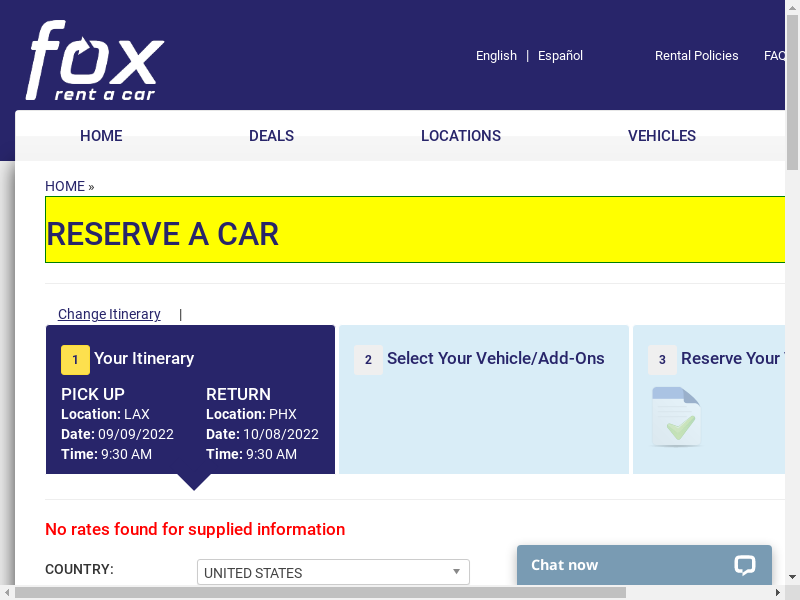 fox
rent a car
English | Español
Rental Policies
FAQ
HOME
DEALS
LOCATIONS
VEHICLES
HOME »
RESERVE A CAR
Change Itinerary |
1 Your Itinerary
PICK UP
Location: LAX
Date: 09/09/2022
Time: 9:30 AM
RETURN
Location: PHX
Date: 10/08/2022
Time: 9:30 AM
2 Select Your Vehicle/Add-Ons
3 Reserve Your
No rates found for supplied information
COUNTRY:
UNITED STATES
Chat now